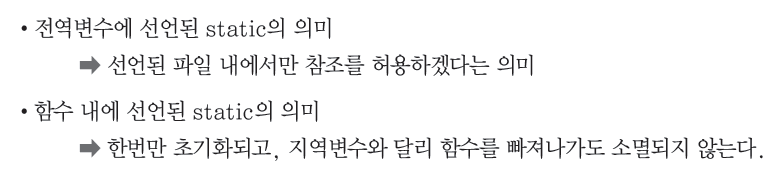 • 전역변수에 선언된 static의 의미
➡ 선언된 파일 내에서만 참조를 허용하겠다는 의미
• 함수 내에 선언된 static의 의미
➡ 한번만 초기화되고, 지역변수와 달리 함수를 빠져나가도 소멸되지 않는다.